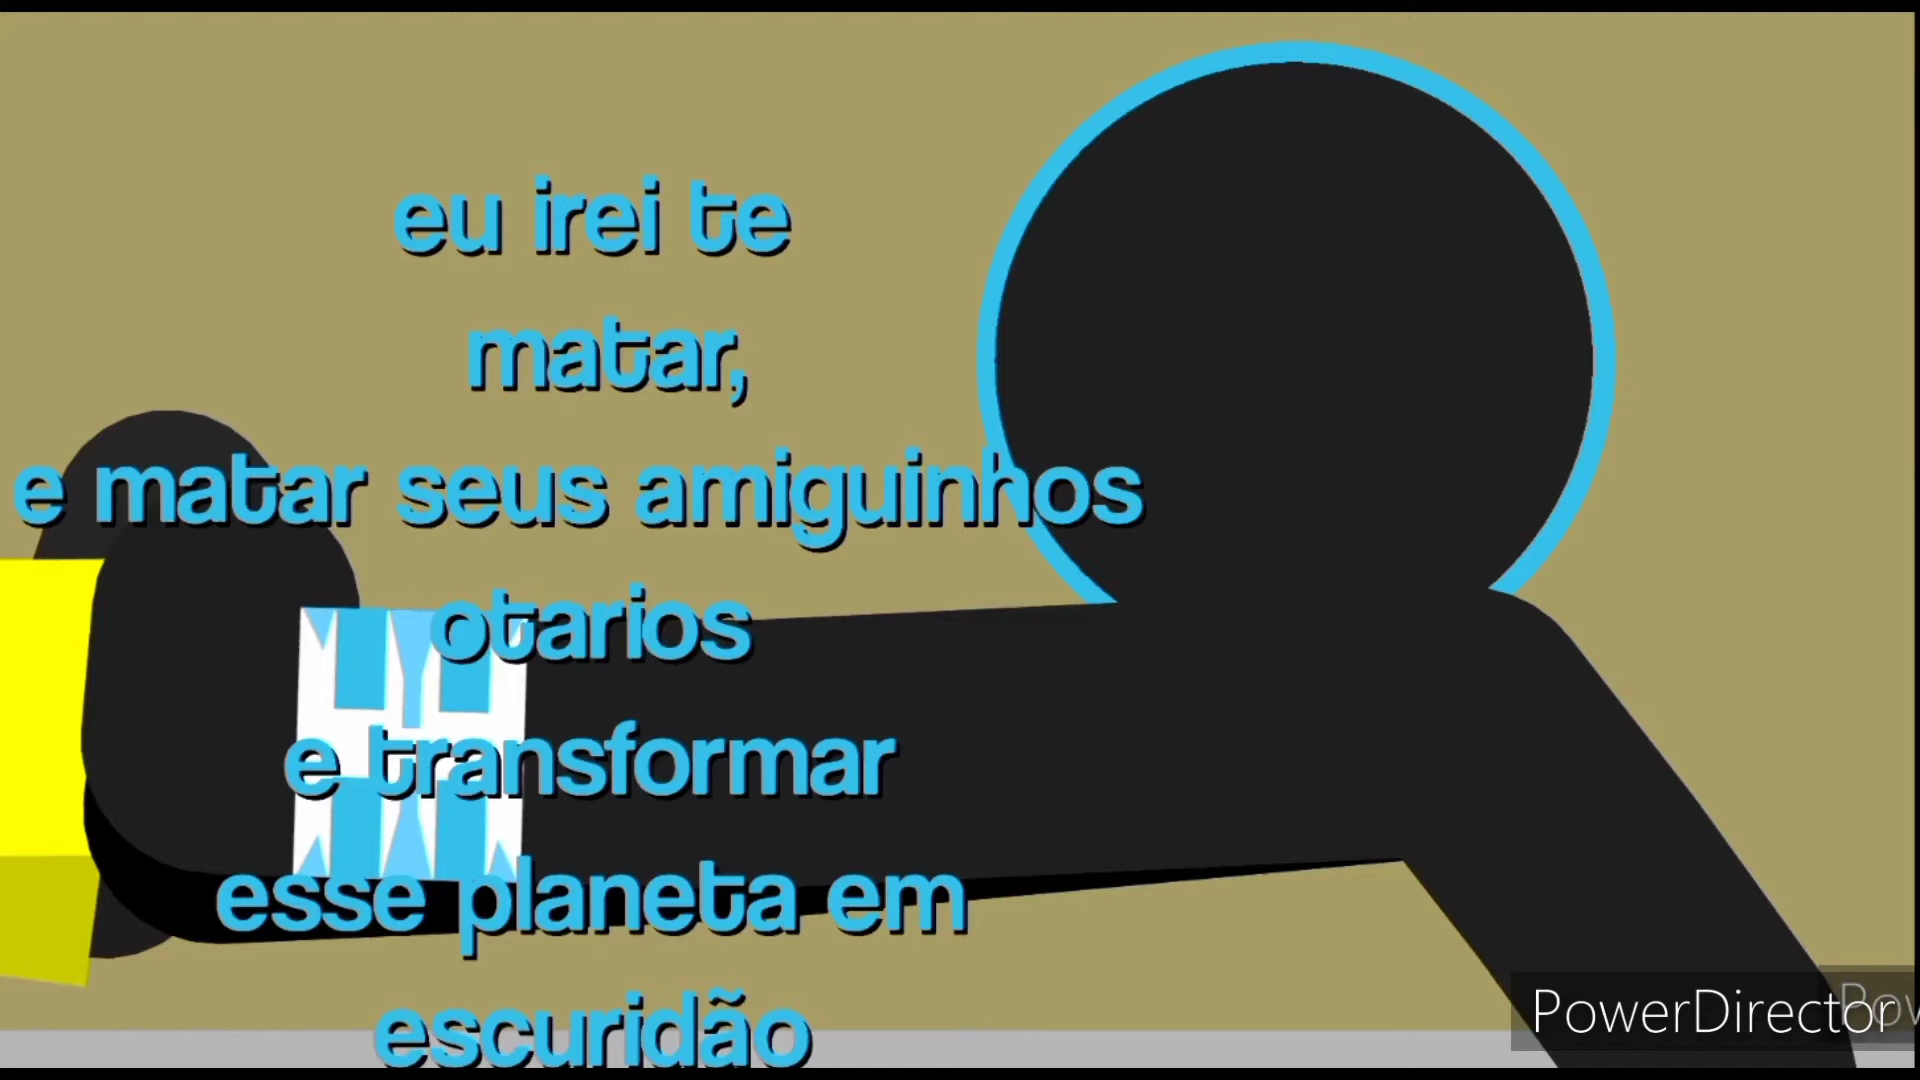 eu irei te
matar,
e matar seus amiguinhos
otarios
e transformar
esse planeta em
escuridão
PowerDirector